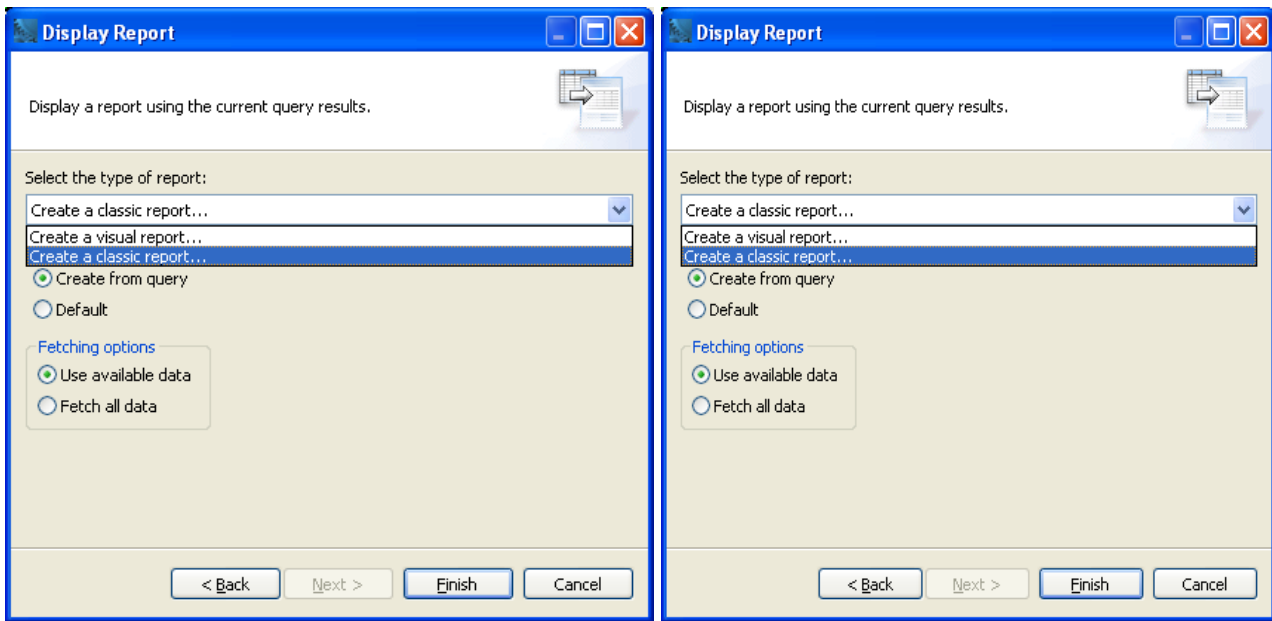 Display Report
Display a report using the current query results.
Select the type of report:
Create a classic report...
Create a visual report...
Create a classic report...
Create from query
Default
Fetching options
Use available data
Fetch all data
< Back Next > Finish Cancel
Display Report
Display a report using the current query results.
Select the type of report:
Create a classic report...
Create a visual report...
Create a classic report...
Create from query
Default
Fetching options
Use available data
Fetch all data
< Back Next > Finish Cancel